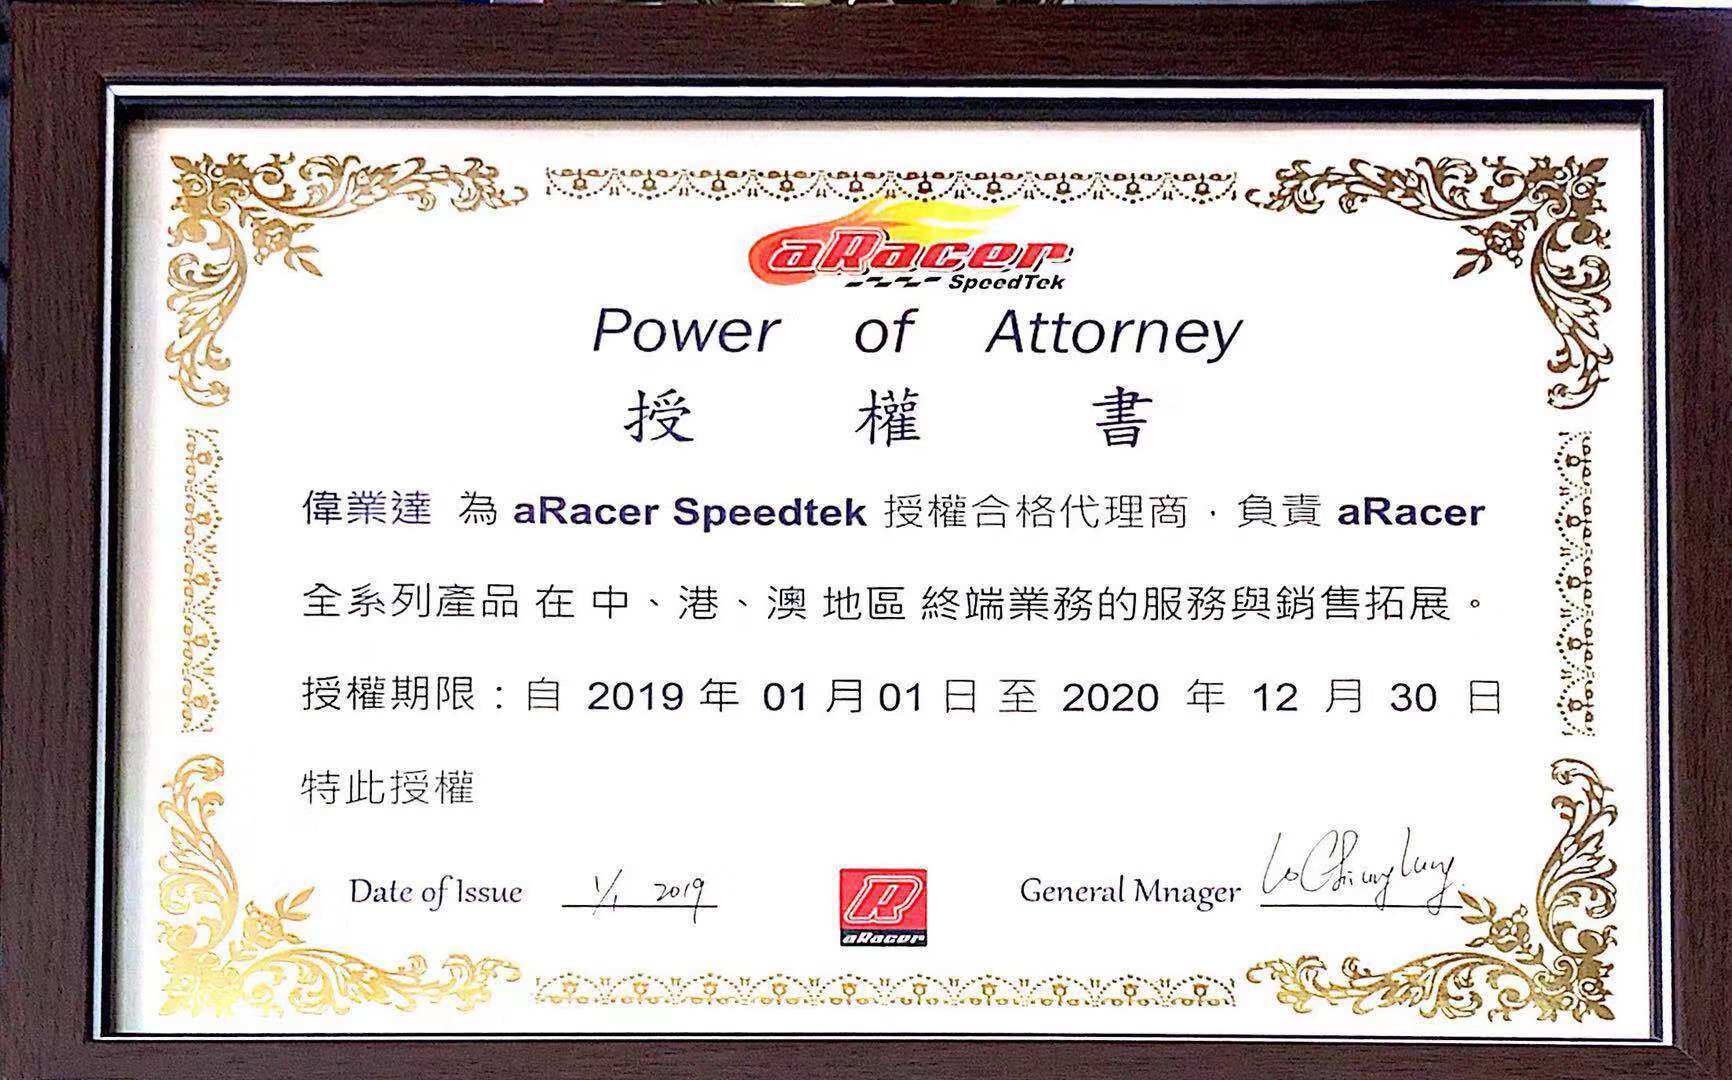 aRacer
SpeedTek
Power of Attorney
授權書
偉業達 為 aRacer Speedtek 授權合格代理商，負責 aRacer
全系列產品 在 中、港、澳 地區 終端業務的服務與銷售拓展。
授權期限：自 2019 年 01 月 01 日 至 2020 年 12 月 30 日
特此授權
Date of Issue 1/1 2019 General Mnager
R
aRacer